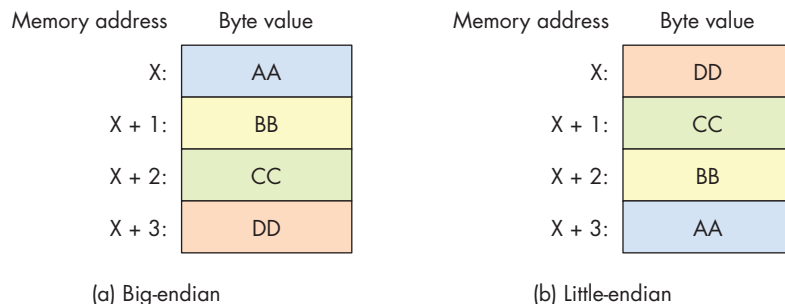 Memory address Byte value
X: AA
X + 1: BB
X + 2: CC
X + 3: DD
(a) Big-endian
Memory address Byte value
X: DD
X + 1: CC
X + 2: BB
X + 3: AA
(b) Little-endian